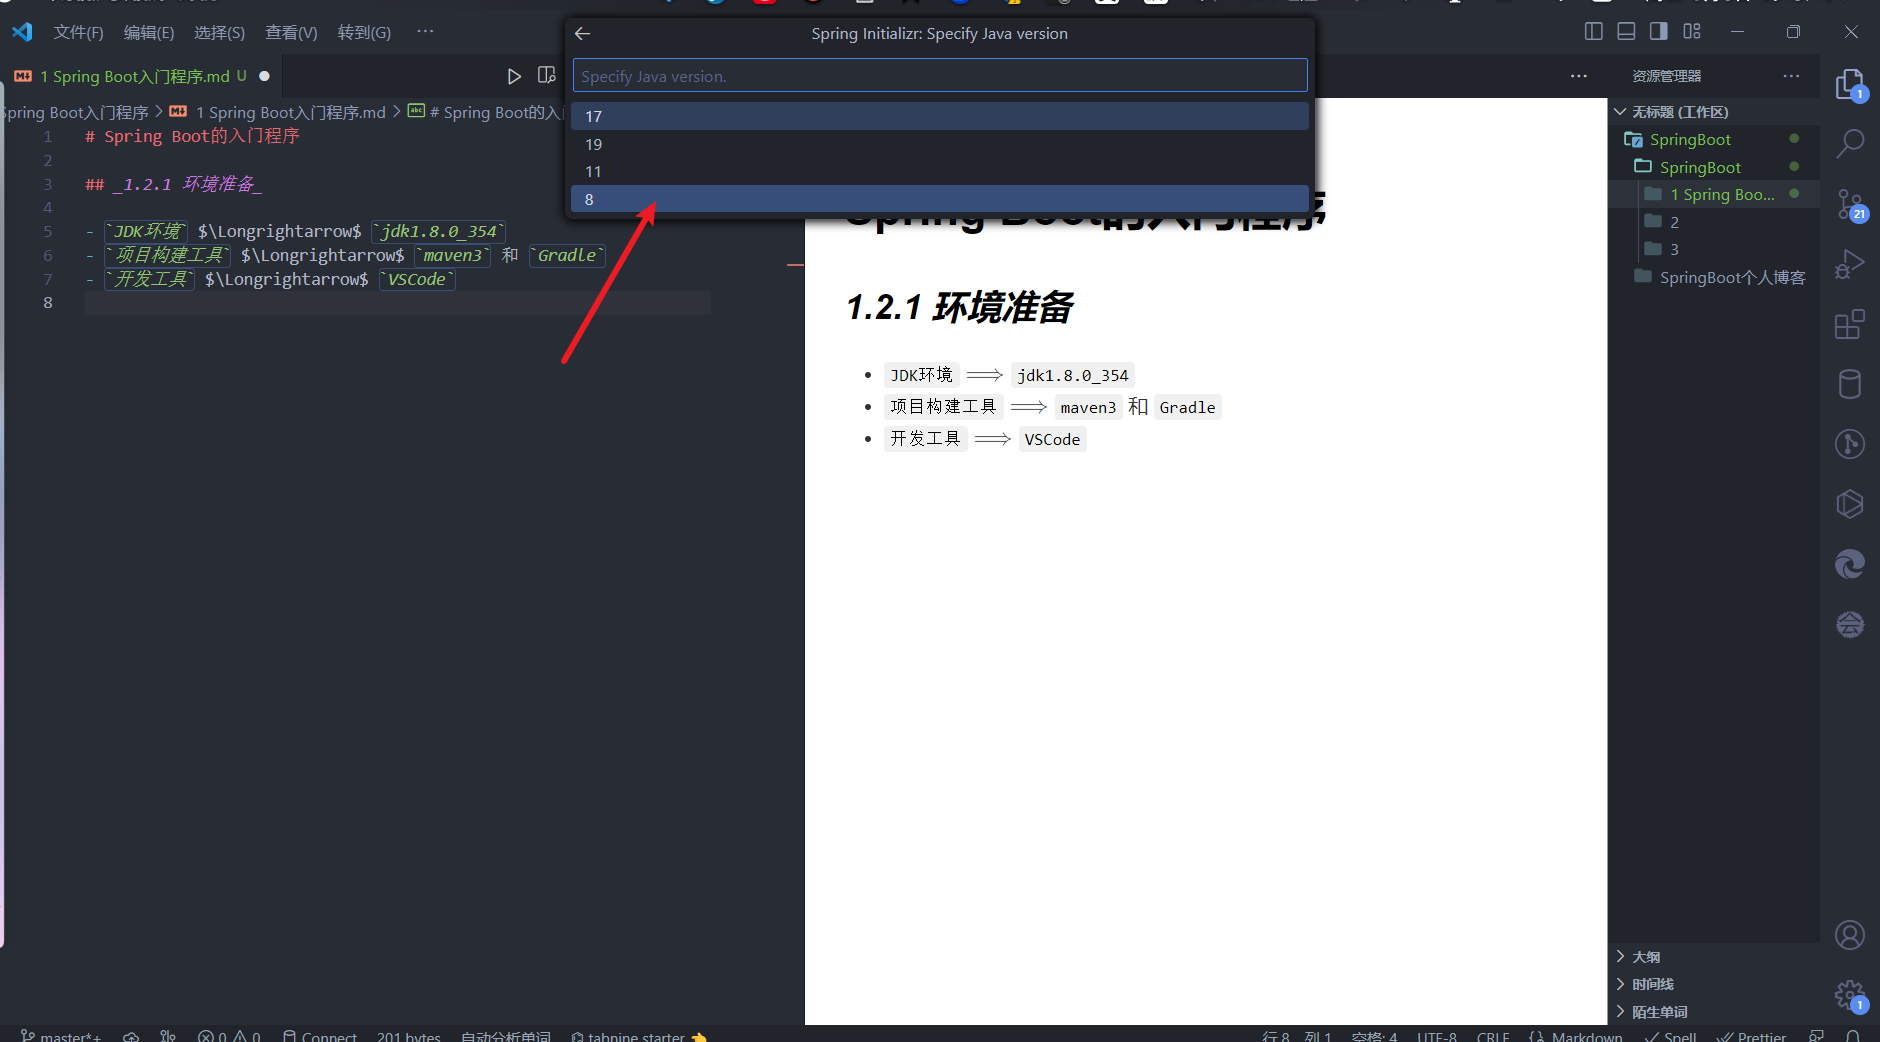 文件(F) 编辑(E) 选择(S) 查看(V) 转到(G) ···
Spring Initializr: Specify Java version
Specify Java version.
17
19
11
8
1 Spring Boot入门程序.md U
资源管理器
Spring Boot入门程序 > 1 Spring Boot入门程序.md > # Spring Boot的入门
1 # Spring Boot的入门程序
2
3 ## _1.2.1 环境准备_
4
5 - `JDK环境` $\Longrightarrow$ `jdk1.8.0_354`
6 - `项目构建工具` $\Longrightarrow$ `maven3` 和 `Gradle`
7 - `开发工具` $\Longrightarrow$ `VSCode`
8
Spring Boot的入门程序
1.2.1 环境准备
• JDK环境 ⟹ jdk1.8.0_354
• 项目构建工具 ⟹ maven3 和 Gradle
• 开发工具 ⟹ VSCode
无标题 (工作区)
SpringBoot
SpringBoot
1 Spring Boo...
2
3
SpringBoot个人博客
1
21
大纲
时间线
陌生单词
1
master*+ 0 0 Connect 201 bytes 自动分析单词 tabnine starter 行 8, 列 1 空格: 4 UTF-8 CRLF Markdown Spell Prettier